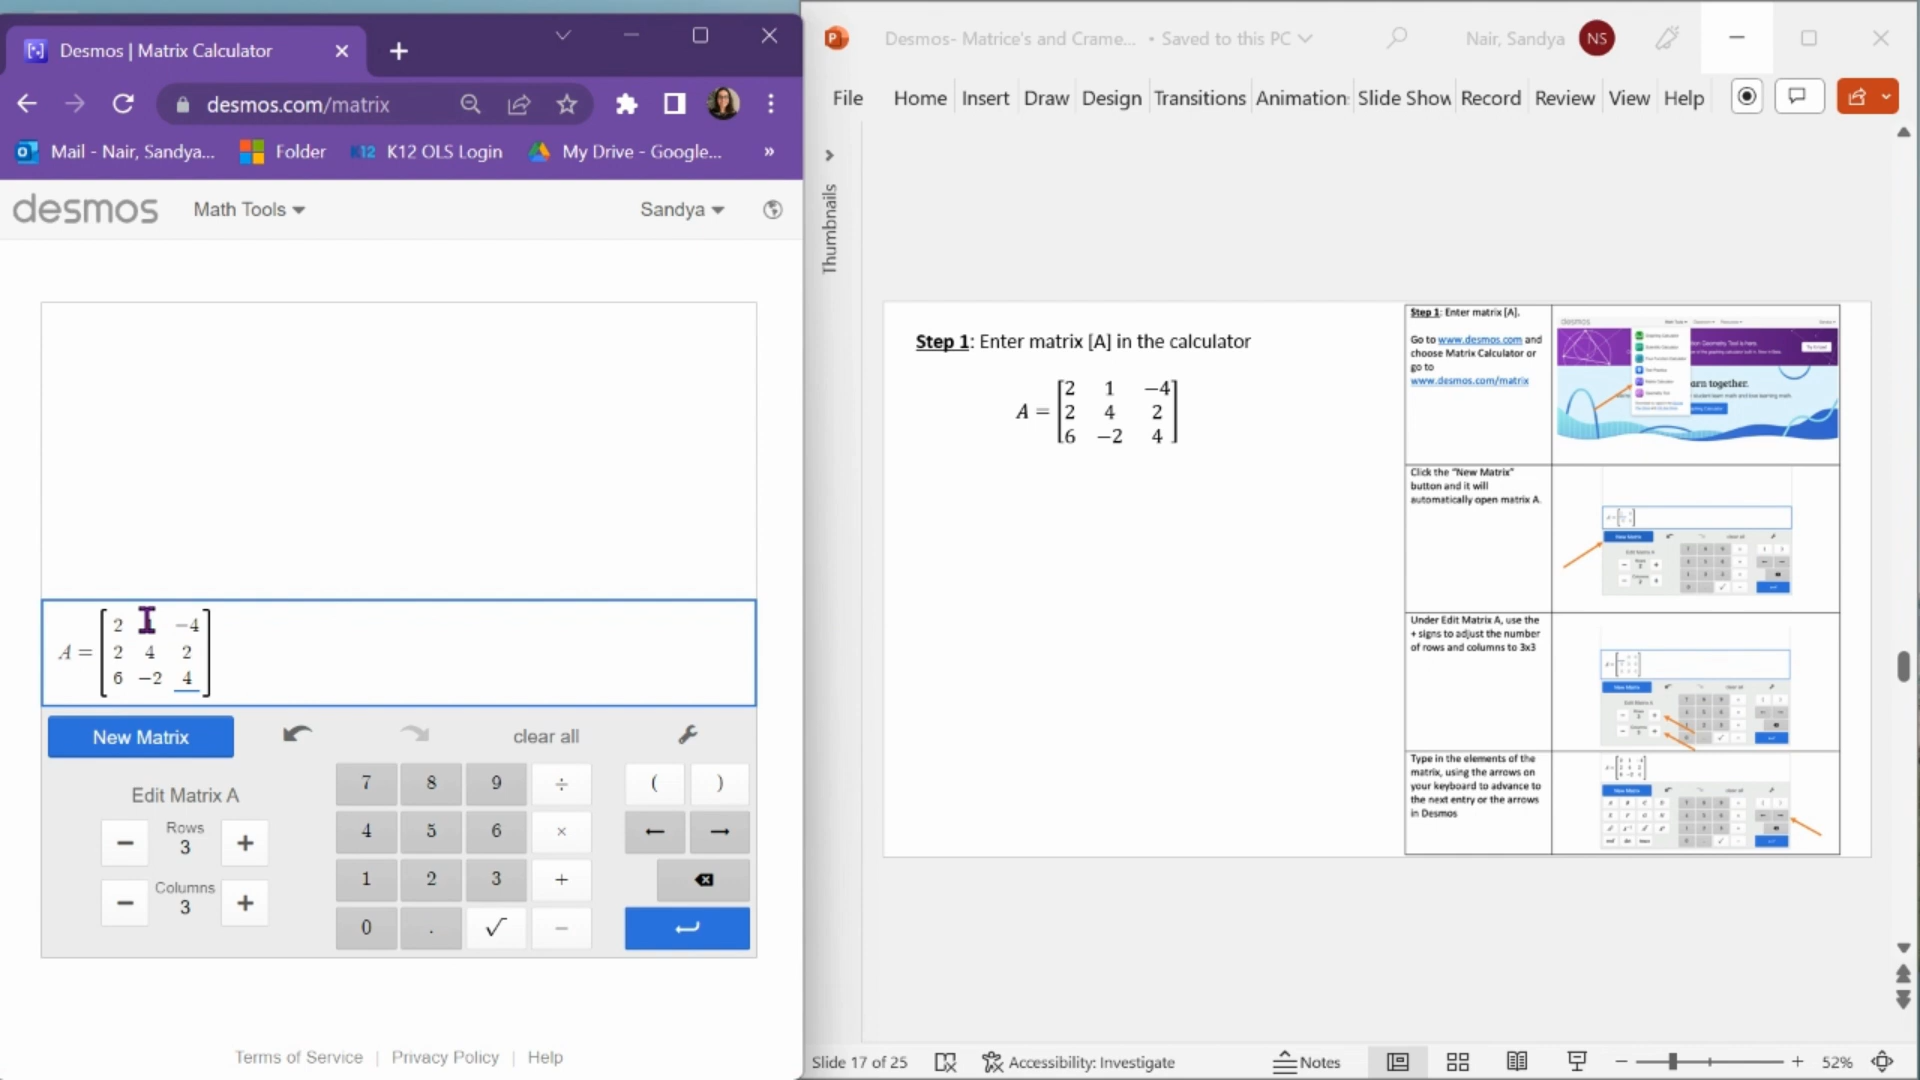 Desmos | Matrix Calculator
desmos.com/matrix
Mail - Nair, Sandya... Folder K12 K12 OLS Login My Drive - Google... »
desmos Math Tools Sandya
A = [2 −4
2 4 2
6 −2 4]
New Matrix clear all
Edit Matrix A
Rows
3
Columns
3
7 8 9 ÷ ( )
4 5 6 × ← →
1 2 3 +
0 . √ −
Terms of Service | Privacy Policy | Help
Desmos- Matrice's and Crame... • Saved to this PC Nair, Sandya NS
File Home Insert Draw Design Transitions Animation Slide Show Record Review View Help
Thumbnails
Step 1: Enter matrix [A] in the calculator
A = [2 1 −4
2 4 2
6 −2 4]
Step 1: Enter matrix [A].
Go to www.desmos.com and
choose Matrix Calculator or
go to
www.desmos.com/matrix
Click the "New Matrix"
button and it will
automatically open matrix A.
Under Edit Matrix A, use the
+ signs to adjust the number
of rows and columns to 3x3
Type in the elements of the
matrix, using the arrows on
your keyboard to advance to
the next entry or the arrows
in Desmos
Slide 17 of 25 Accessibility: Investigate Notes 52%